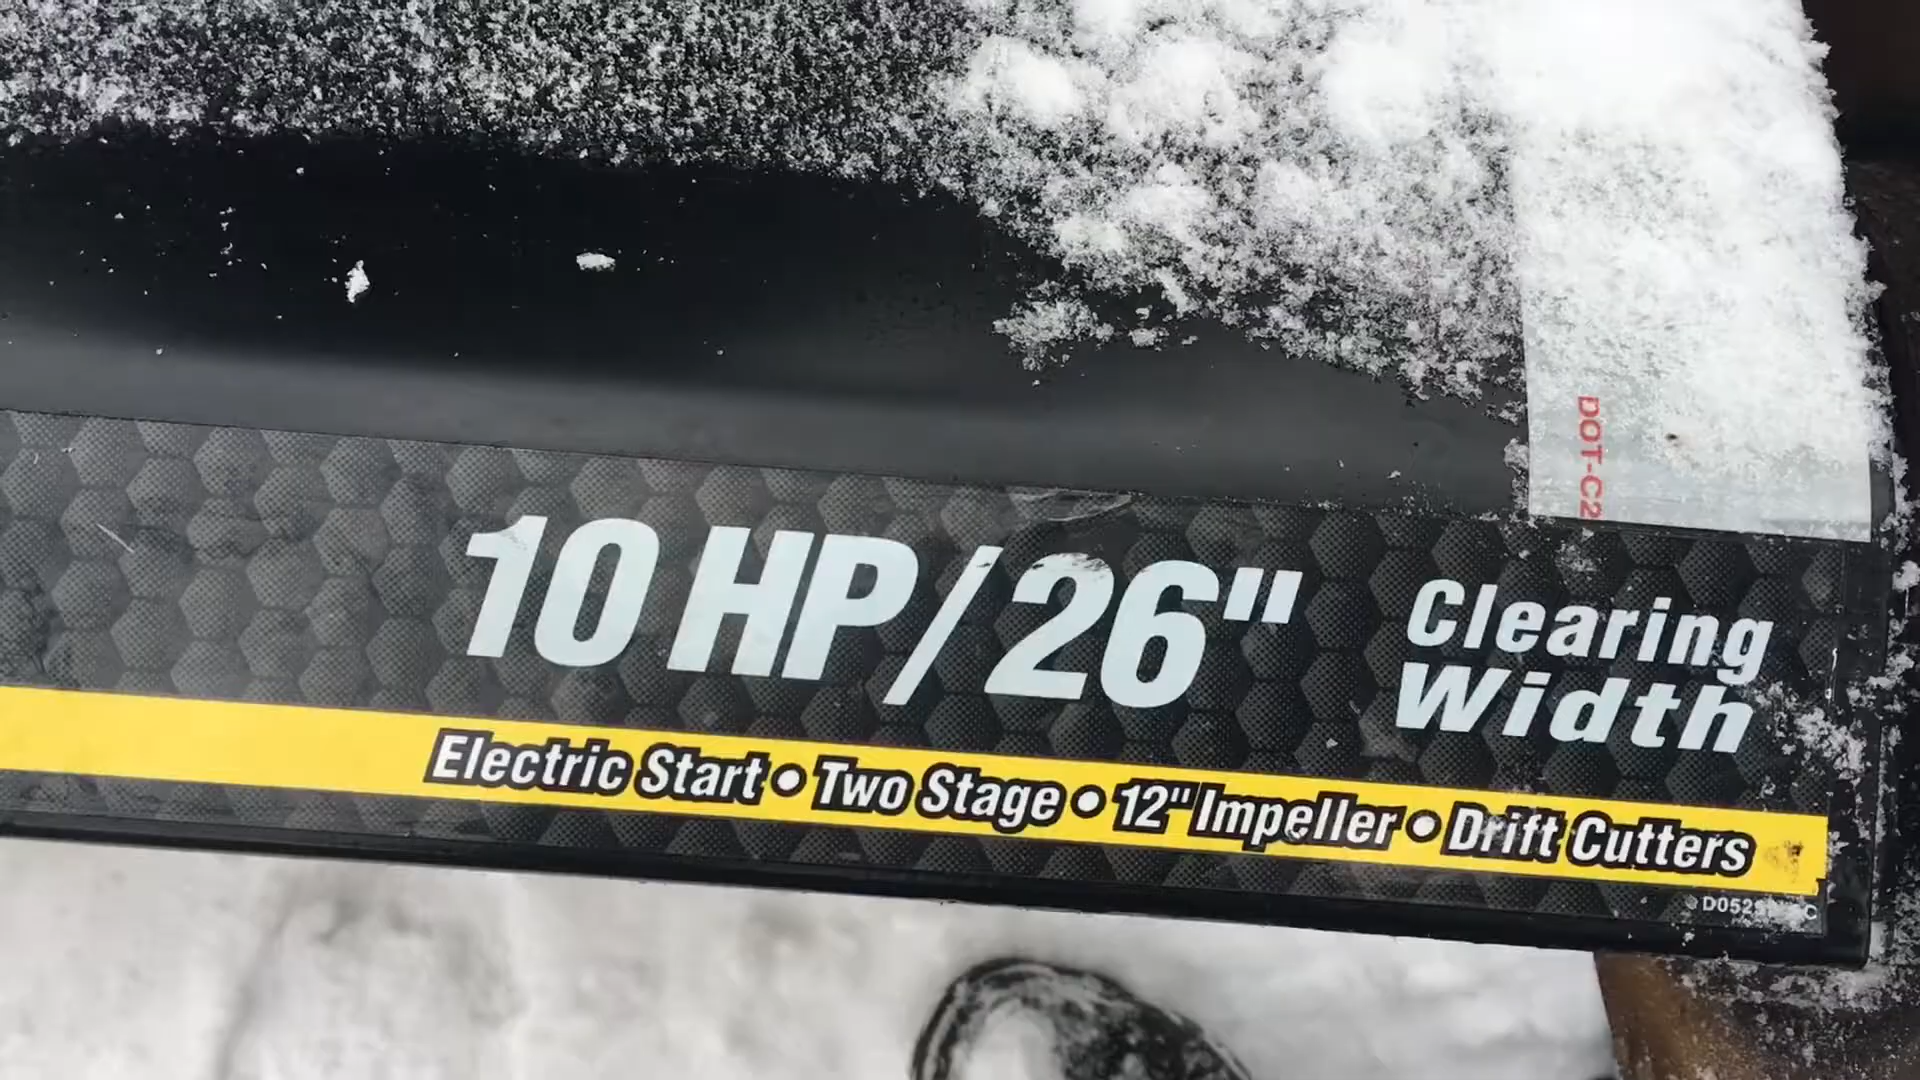 DOT-C2
10 HP/26" Clearing Width
Electric Start • Two Stage • 12" Impeller • Drift Cutters